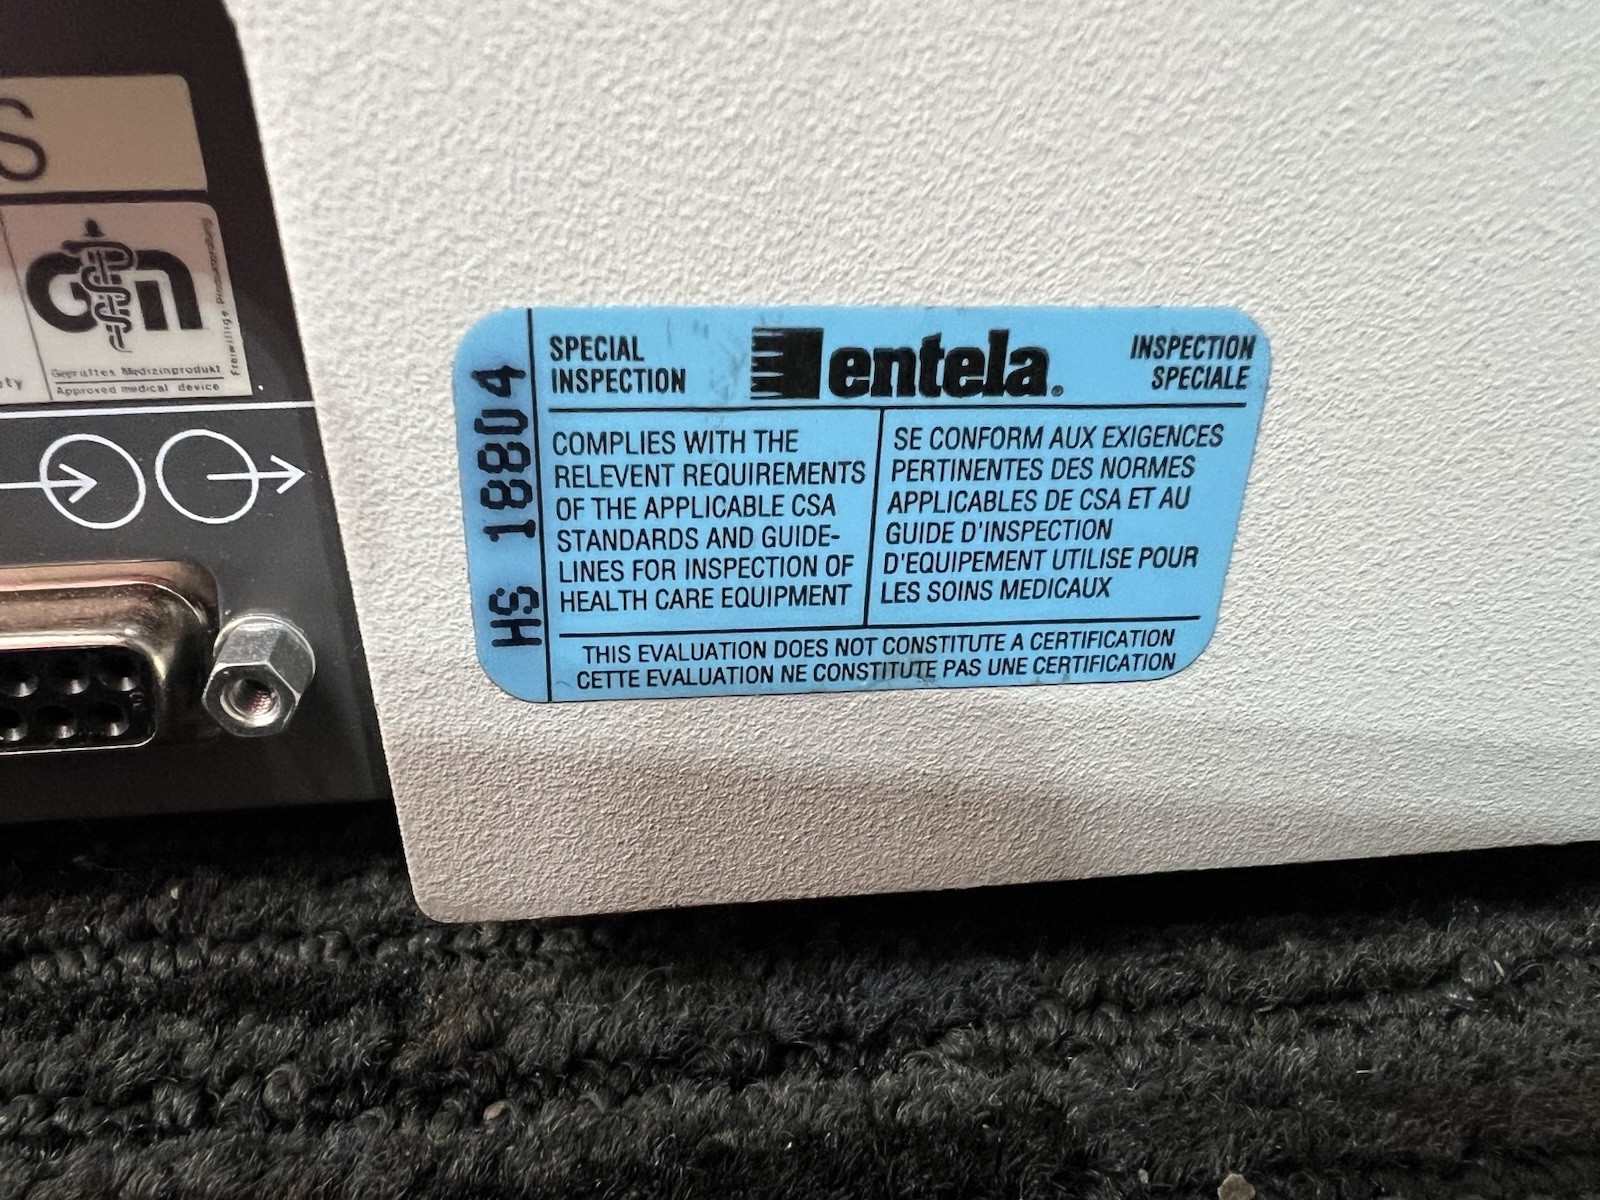 S
Geprüftes Medizinprodukt
Approved medical device
Freiwillige
ety
HS 18804
SPECIAL
INSPECTION
entela®
INSPECTION
SPECIALE
COMPLIES WITH THE
RELEVENT REQUIREMENTS
OF THE APPLICABLE CSA
STANDARDS AND GUIDE-
LINES FOR INSPECTION OF
HEALTH CARE EQUIPMENT
SE CONFORM AUX EXIGENCES
PERTINENTES DES NORMES
APPLICABLES DE CSA ET AU
GUIDE D'INSPECTION
D'EQUIPEMENT UTILISE POUR
LES SOINS MEDICAUX
THIS EVALUATION DOES NOT CONSTITUTE A CERTIFICATION
CETTE EVALUATION NE CONSTITUTE PAS UNE CERTIFICATION